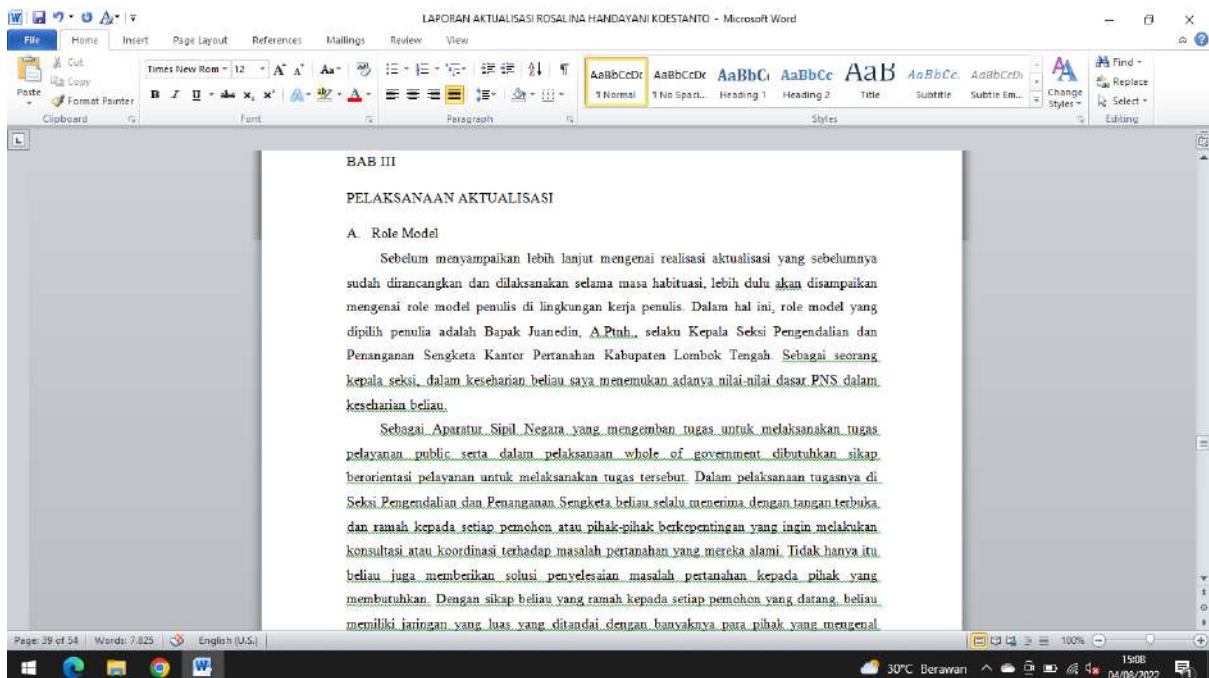 LAPORAN AKTUALISASI ROSALINA HANDAYANI KOESTANTO - Microsoft Word
File Home Insert Page Layout References Mailings Review View
Paste
Cut
Copy
Format Painter
Clipboard
Times New Rom 12
Font
Paragraph
AaBbCcDc AaBbCcDc AaBbCc AaBbCc AaB AaBbCc. AaBbCcDc
¶ Normal ¶ No Spaci... Heading 1 Heading 2 Title Subtitle Subtle Em...
Change Styles
Styles
Find
Replace
Select
Editing
BAB III
PELAKSANAAN AKTUALISASI
A. Role Model
Sebelum menyampaikan lebih lanjut mengenai realisasi aktualisasi yang sebelumnya
sudah dirancangkan dan dilaksanakan selama masa habituasi, lebih dulu akan disampaikan
mengenai role model penulis di lingkungan kerja penulis. Dalam hal ini, role model yang
dipilih penulia adalah Bapak Juanedin, A.Ptnh., selaku Kepala Seksi Pengendalian dan
Penanganan Sengketa Kantor Pertanahan Kabupaten Lombok Tengah. Sebagai seorang
kepala seksi, dalam keseharian beliau saya menemukan adanya nilai-nilai dasar PNS dalam
keseharian beliau.
Sebagai Aparatur Sipil Negara yang mengemban tugas untuk melaksanakan tugas
pelayanan public serta dalam pelaksanaan whole of government dibutuhkan sikap
berorientasi pelayanan untuk melaksanakan tugas tersebut. Dalam pelaksanaan tugasnya di
Seksi Pengendalian dan Penanganan Sengketa beliau selalu menerima dengan tangan terbuka
dan ramah kepada setiap pemohon atau pihak-pihak berkepentingan yang ingin melakukan
konsultasi atau koordinasi terhadap masalah pertanahan yang mereka alami. Tidak hanya itu
beliau juga memberikan solusi penyelesaian masalah pertanahan kepada pihak yang
membutuhkan. Dengan sikap beliau yang ramah kepada setiap pemohon yang datang, beliau
memiliki jaringan yang luas yang ditandai dengan banyaknya para pihak yang mengenal
Page: 39 of 54 Words: 7.825 English (U.S.) 100%
30°C Berawan 15:08
04/08/2022